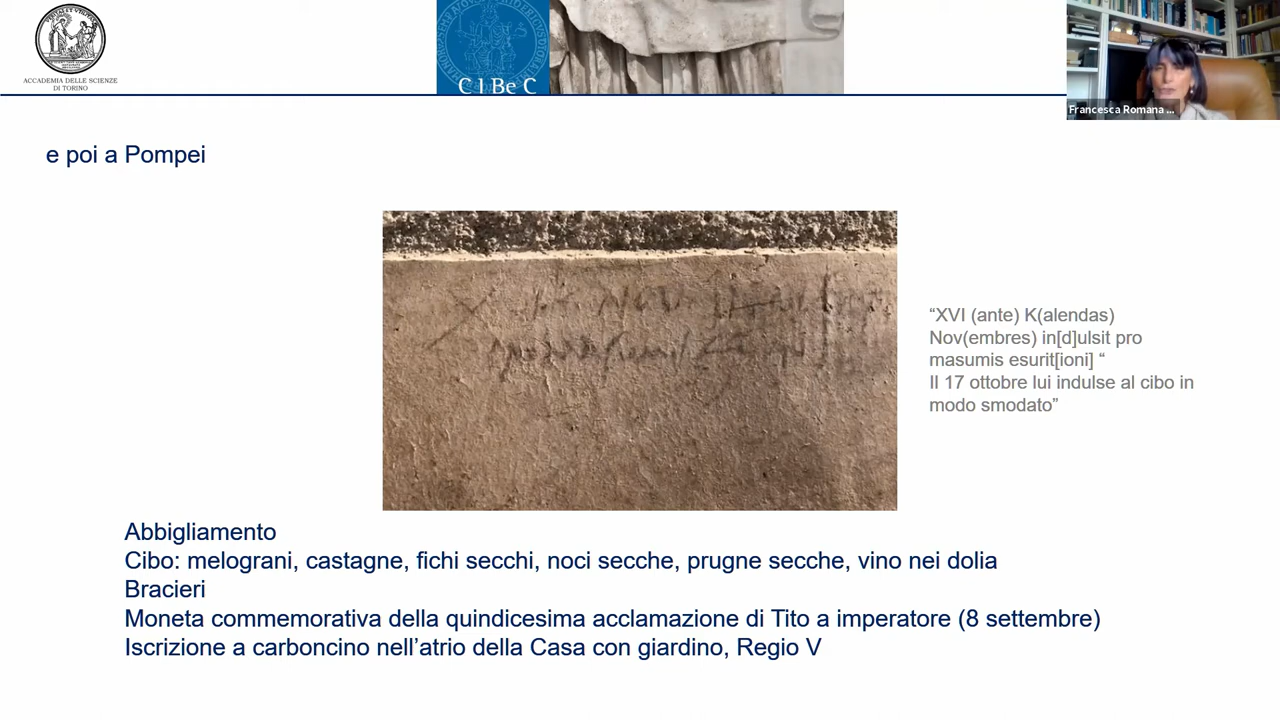 ACCADEMIA DELLE SCIENZE
DI TORINO
C I Be C
Francesca Romana ...
e poi a Pompei
“XVI (ante) K(alendas)
Nov(embres) in[d]ulsit pro
masumis esurit[ioni] “
Il 17 ottobre lui indulse al cibo in
modo smodato”
Abbigliamento
Cibo: melograni, castagne, fichi secchi, noci secche, prugne secche, vino nei dolia
Bracieri
Moneta commemorativa della quindicesima acclamazione di Tito a imperatore (8 settembre)
Iscrizione a carboncino nell’atrio della Casa con giardino, Regio V